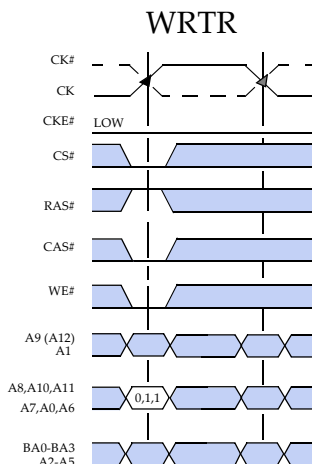 WRTR
CK#
CK
CKE#
LOW
CS#
RAS#
CAS#
WE#
A9 (A12)
A1
A8,A10,A11
0,1,1
A7,A0,A6
BA0-BA3
A2-A5